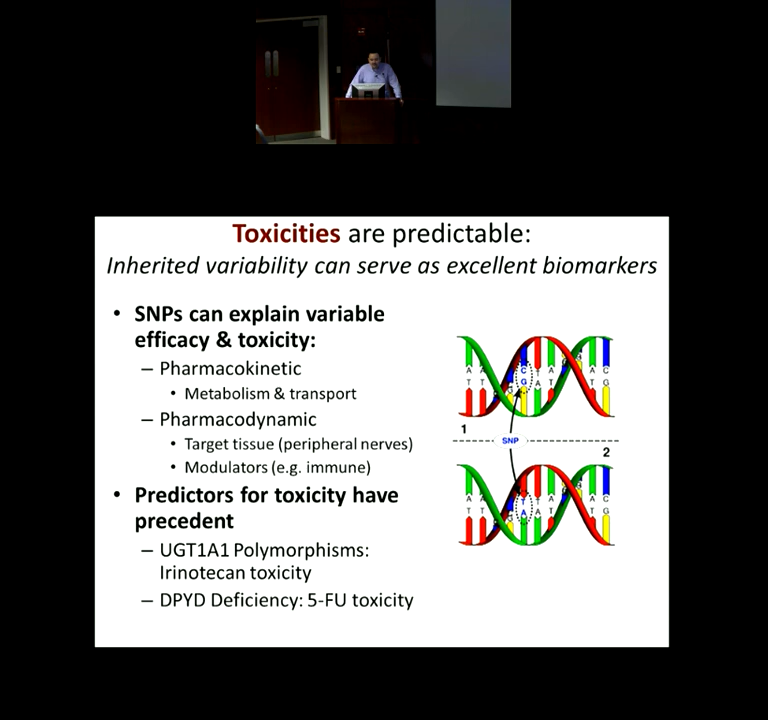 Toxicities are predictable:
Inherited variability can serve as excellent biomarkers
• SNPs can explain variable
efficacy & toxicity:
– Pharmacokinetic
• Metabolism & transport
– Pharmacodynamic
• Target tissue (peripheral nerves)
• Modulators (e.g. immune)
• Predictors for toxicity have
precedent
– UGT1A1 Polymorphisms:
Irinotecan toxicity
– DPYD Deficiency: 5-FU toxicity
1
SNP
2